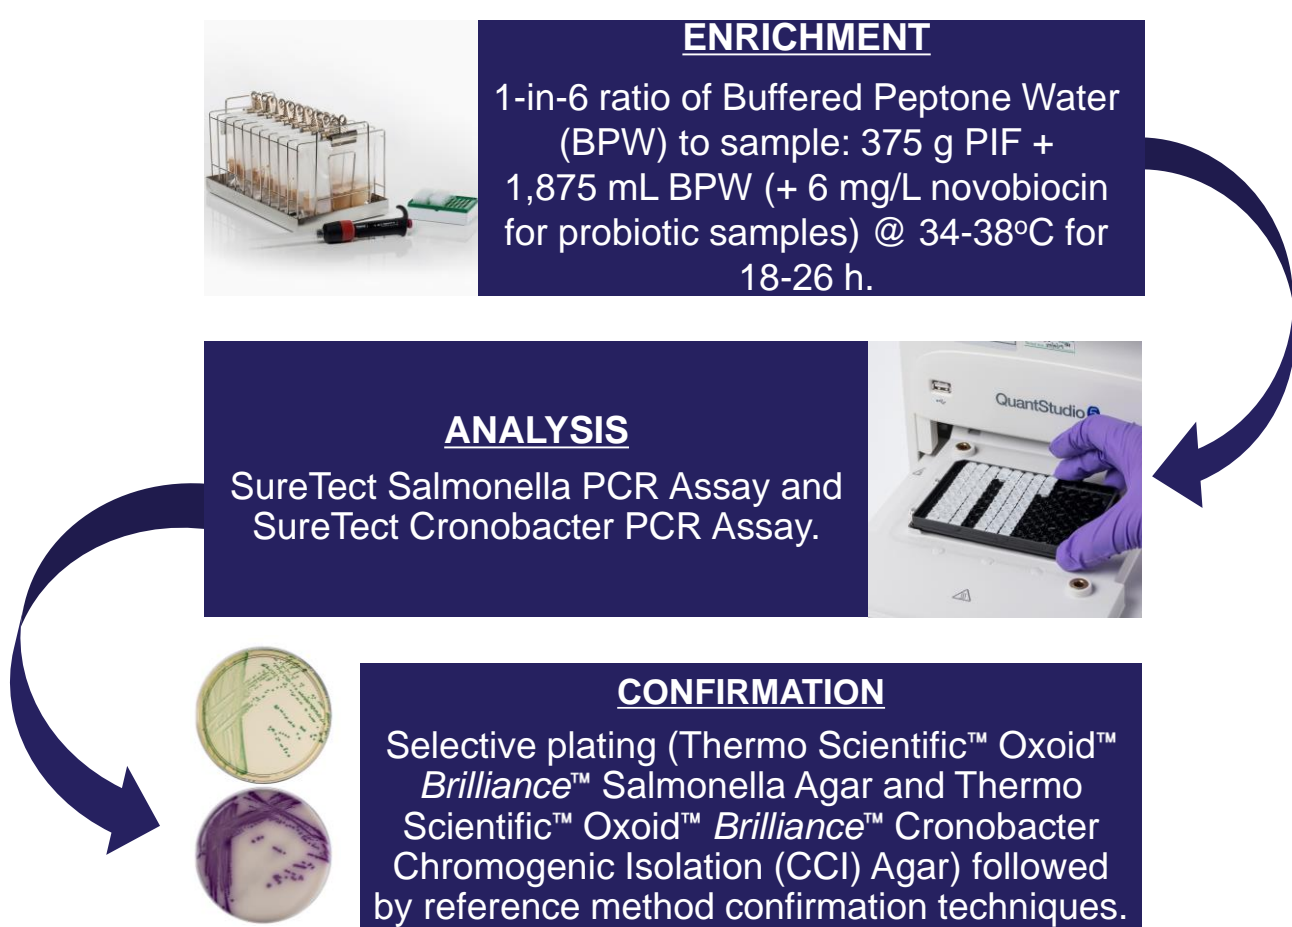 ENRICHMENT
1-in-6 ratio of Buffered Peptone Water
(BPW) to sample: 375 g PIF +
1,875 mL BPW (+ 6 mg/L novobiocin
for probiotic samples) @ 34-38ºC for
18-26 h.
QuantStudio 5
ANALYSIS
SureTect Salmonella PCR Assay and
SureTect Cronobacter PCR Assay.
CONFIRMATION
Selective plating (Thermo Scientific™ Oxoid™
Brilliance™ Salmonella Agar and Thermo
Scientific™ Oxoid™ Brilliance™ Cronobacter
Chromogenic Isolation (CCI) Agar) followed
by reference method confirmation techniques.